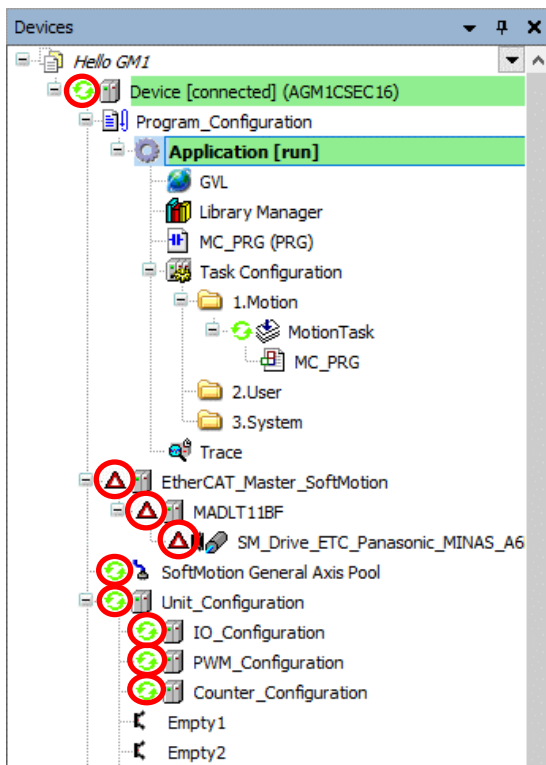 Devices
Hello GM1
Device [connected] (AGM1CSEC16)
Program_Configuration
Application [run]
GVL
Library Manager
MC_PRG (PRG)
Task Configuration
1.Motion
MotionTask
MC_PRG
2.User
3.System
Trace
EtherCAT_Master_SoftMotion
MADLT11BF
SM_Drive_ETC_Panasonic_MINAS_A6
SoftMotion General Axis Pool
Unit_Configuration
IO_Configuration
PWM_Configuration
Counter_Configuration
Empty1
Empty2